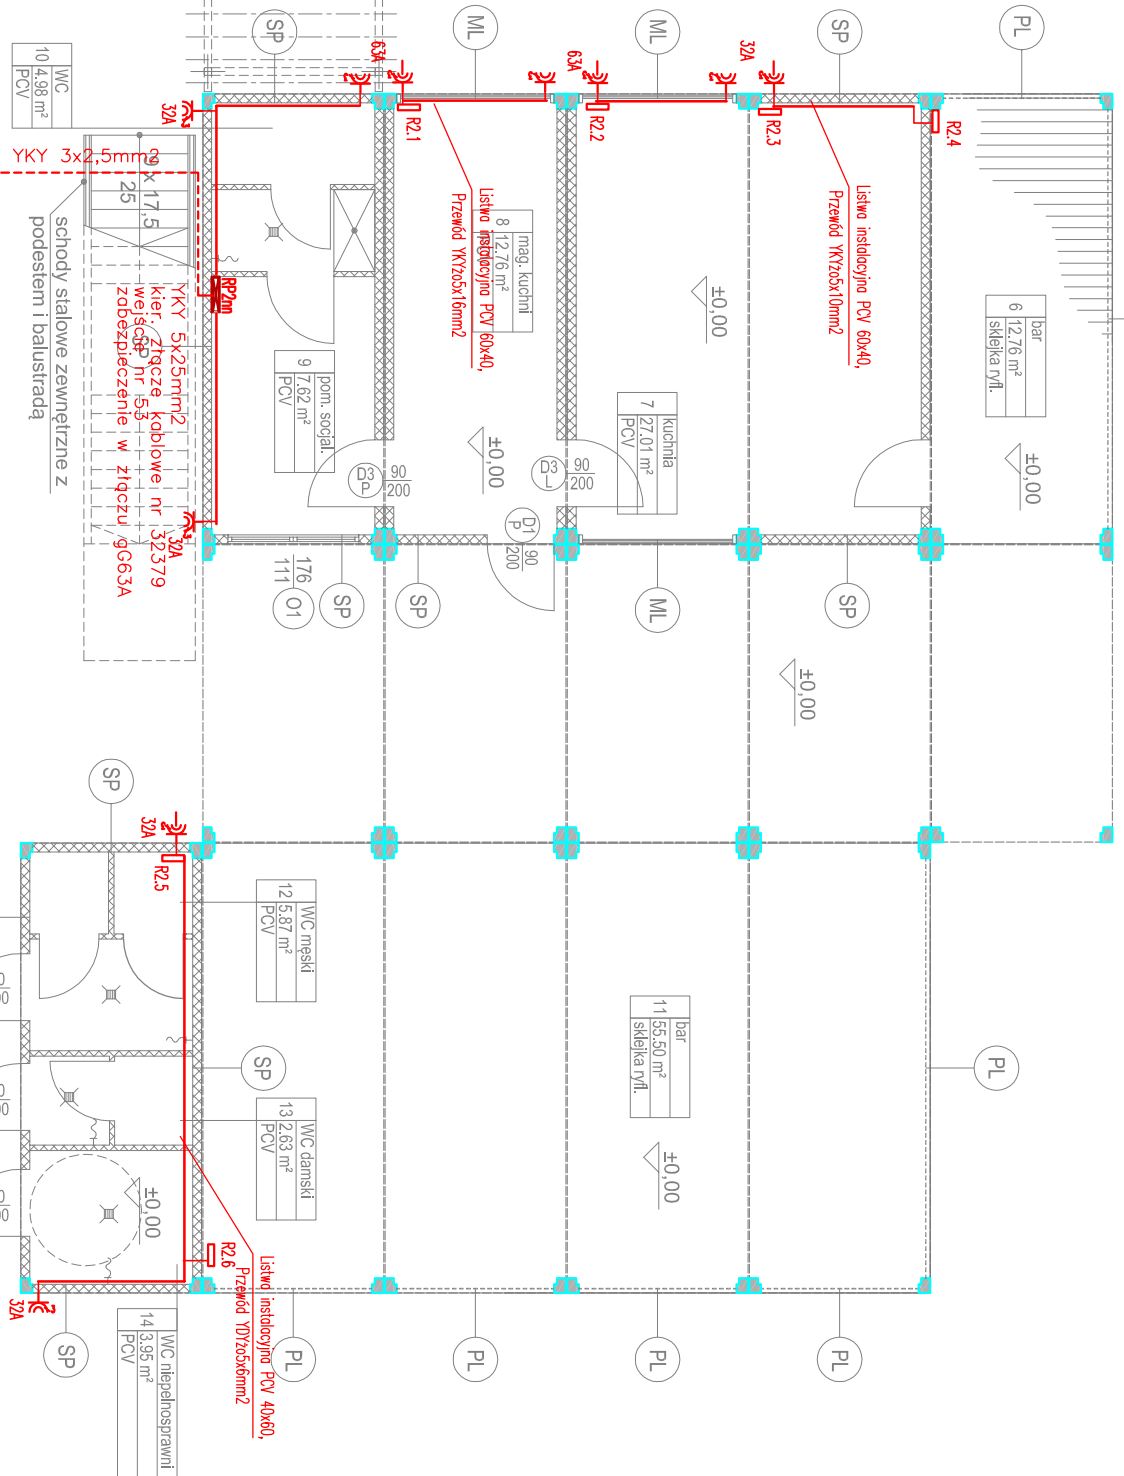 SP
ML
ML
SP
PL
63A
63A
32A
R2.1
R2.2
R2.3
R2.4
10
WC
4.98 m²
PCV
32A
YKY 3x2,5mm2
9 x 17,5
25
schody stalowe zewnętrzne z
podestem i balustradą
YKY 5x25mm2
kier. złącze kablowe nr 32379
wejście nr 53
zabezpieczenie w złączu gG63A
SP
RP2m
32A
Listwa instalacyjna PCV 60x40,
Przewód YKYżo5x16mm2
8
mag. kuchni
12.76 m²
Listwa instalacyjna PCV 60x40,
Przewód YKYżo5x10mm2
±0,00
6
bar
12.76 m²
sklejka ryfl.
±0,00
9
pom. socjal.
7.62 m²
PCV
7
kuchnia
27.01 m²
PCV
±0,00
D3
P
90
200
D3
L
90
200
D1
P
90
200
176
111
O1
SP
SP
ML
SP
±0,00
SP
32A
R2.5
12
WC męski
5.87 m²
PCV
SP
13
WC damski
2.63 m²
PCV
11
bar
55.50 m²
sklejka ryfl.
PL
±0,00
±0,00
R2.6
Listwa instalacyjna PCV 40x60,
Przewód YDYżo5x6mm2
32A
SP
14
WC niepełnosprawni
3.95 m²
PCV
PL
PL
PL
PL